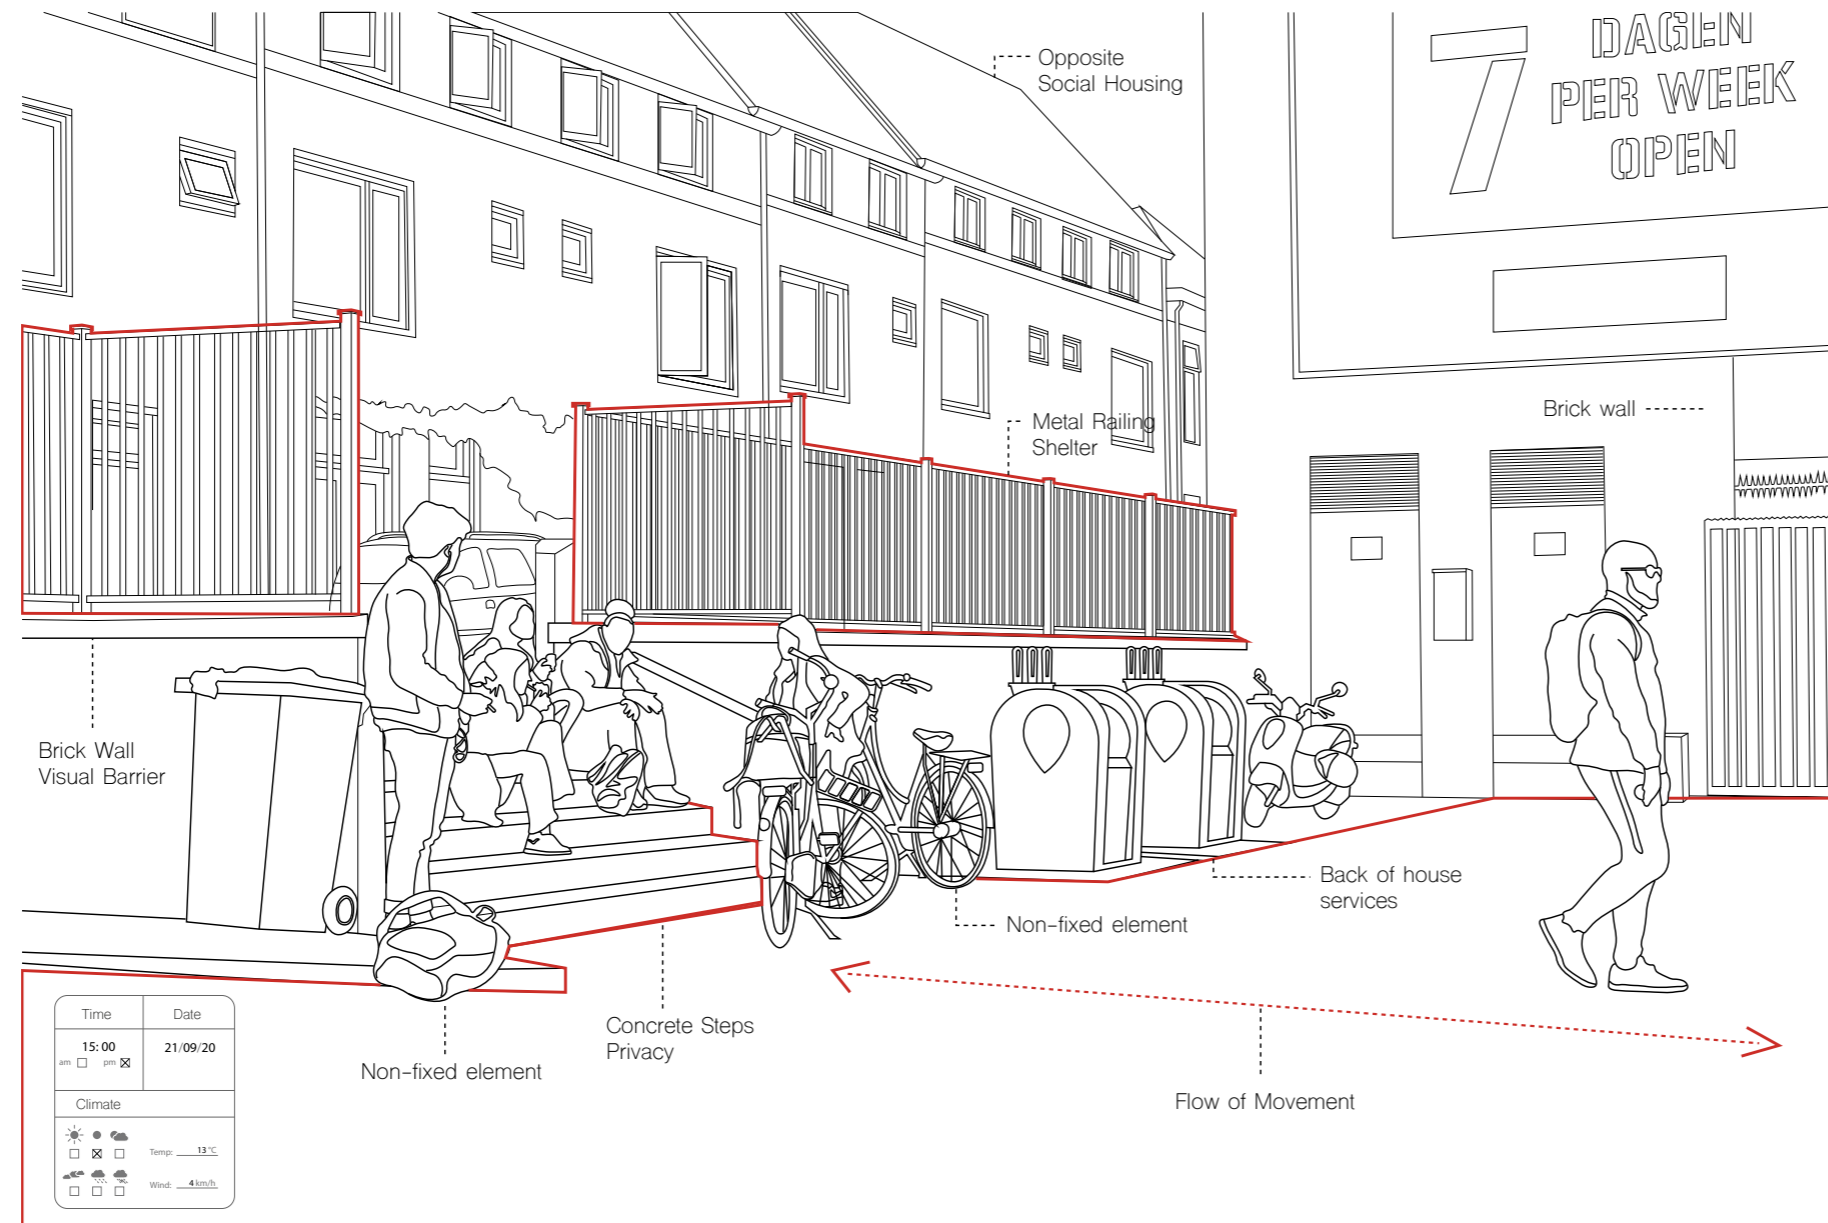 Opposite
Social Housing
7
DAGEN
PER WEEK
OPEN
Brick wall
Metal Railing
Shelter
Brick Wall
Visual Barrier
Back of house
services
Non-fixed element
Concrete Steps
Privacy
Non-fixed element
Flow of Movement
Time Date
15:00 21/09/20
am pm
Climate
Temp: 13 °C
Wind: 4 km/h